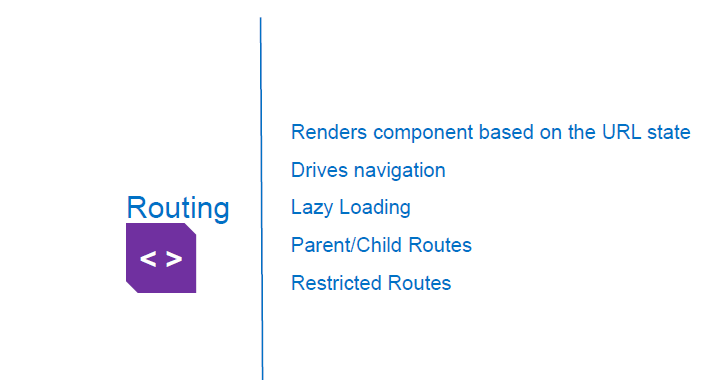 Routing
< >
Renders component based on the URL state
Drives navigation
Lazy Loading
Parent/Child Routes
Restricted Routes